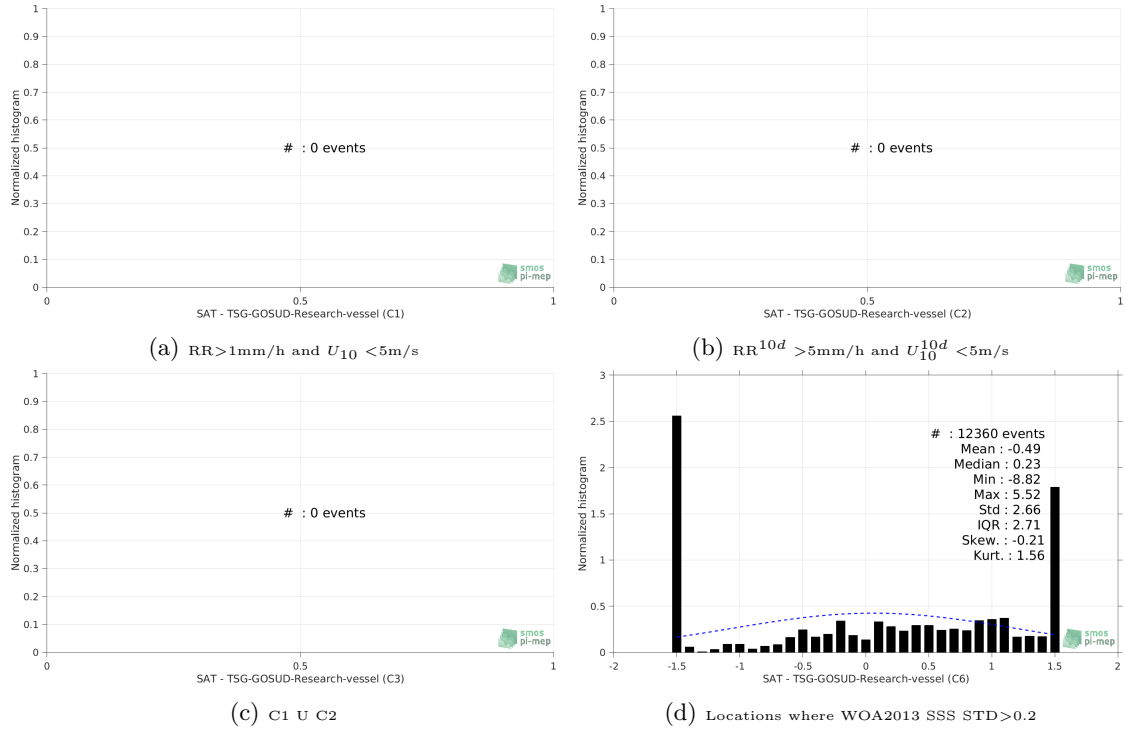 1
0.9
0.8
0.7
0.6
0.5
0.4
0.3
0.2
0.1
0
Normalized histogram
# : 0 events
smos
pi-mep
0 0.5 1
SAT - TSG-GOSUD-Research-vessel (C1)
(a) RR>1mm/h and U10 <5m/s
1
0.9
0.8
0.7
0.6
0.5
0.4
0.3
0.2
0.1
0
Normalized histogram
# : 0 events
smos
pi-mep
0 0.5 1
SAT - TSG-GOSUD-Research-vessel (C2)
(b) RR^10d >5mm/h and U10^10d <5m/s
1
0.9
0.8
0.7
0.6
0.5
0.4
0.3
0.2
0.1
0
Normalized histogram
# : 0 events
smos
pi-mep
0 0.5 1
SAT - TSG-GOSUD-Research-vessel (C3)
(c) C1 U C2
3
2.5
2
1.5
1
0.5
0
Normalized histogram
# : 12360 events
Mean : -0.49
Median : 0.23
Min : -8.82
Max : 5.52
Std : 2.66
IQR : 2.71
Skew. : -0.21
Kurt. : 1.56
smos
pi-mep
-2 -1.5 -1 -0.5 0 0.5 1 1.5 2
SAT - TSG-GOSUD-Research-vessel (C6)
(d) Locations where WOA2013 SSS STD>0.2